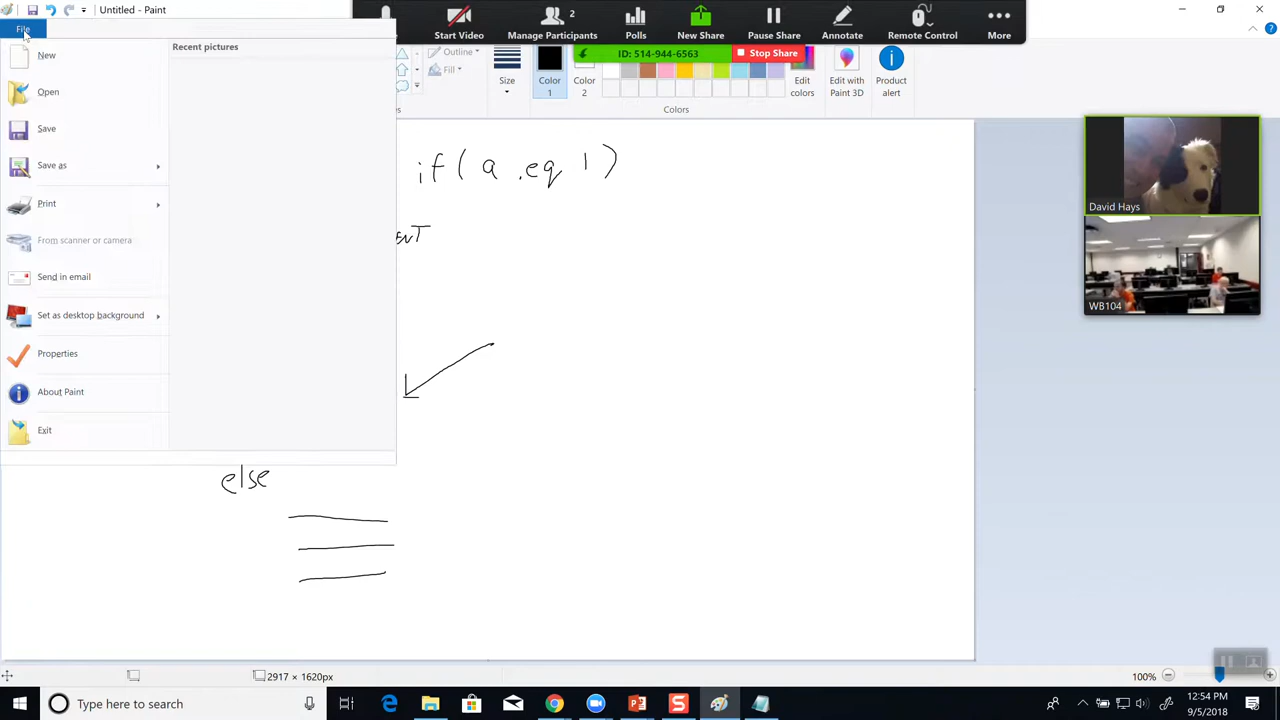 Untitled - Paint
Start Video
Manage Participants
2
Polls
New Share
Pause Share
Annotate
Remote Control
More
File
Recent pictures
ID: 514-944-6563
Stop Share
New
Open
Save
Save as
Print
From scanner or camera
Send in email
Set as desktop background
Properties
About Paint
Exit
Outline
Fill
Size
Color
1
Color
2
Edit
colors
Edit with
Paint 3D
Product
alert
Colors
if ( a .eq 1 )
else
David Hays
WB104
2917 × 1620px
100%
Type here to search
12:54 PM
9/5/2018